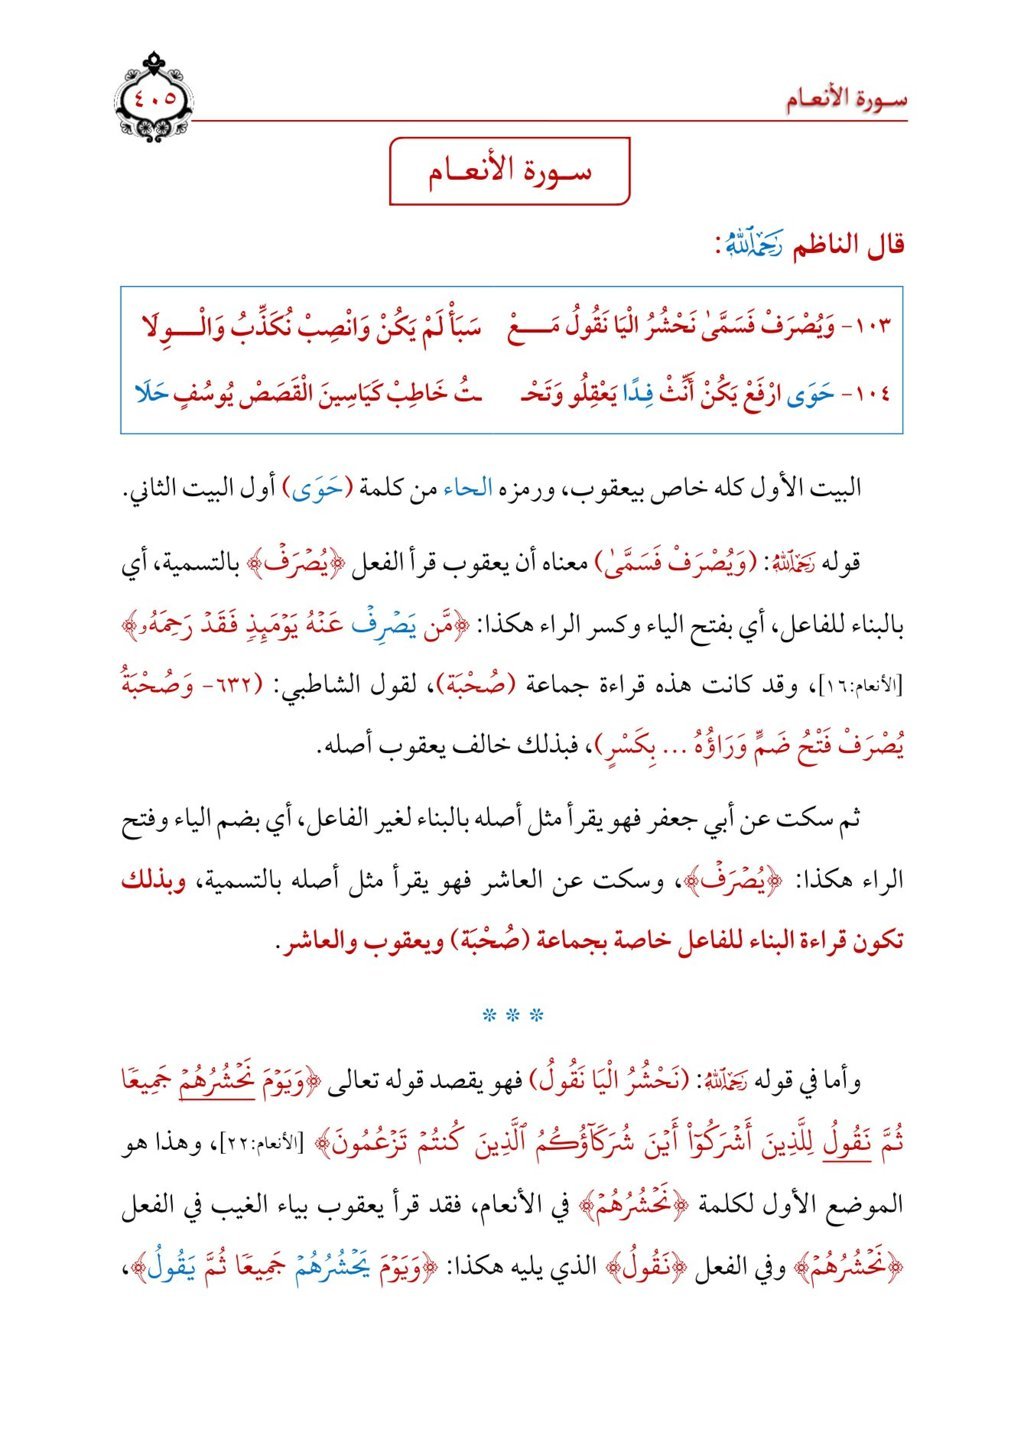 سورة الأنعام
٤٠٥
سورة الأنعام
قال الناظم رَحِمَهُ ٱللَّهُ:
١٠٣- وَيُصْرَفْ فَسَمَّىٰ نَحْشُرُ الْيَا نَقُولُ مَـعْ سَبَأْ لَمْ يَكُنْ وَانْصِبْ نُكَذِّبُ وَالْـوِلَا
١٠٤- حَوَى ارْفَعْ يَكُنْ أَنِّثْ فِدًا يَعْقِلُو وَتَحْـ ـتُ خَاطِبْ كَيَاسِينَ الْقَصَصْ يُوسُفٍ حَلَا
البيت الأول كله خاص بيعقوب، ورمزه الحاء من كلمة (حَوَى) أول البيت الثاني.
قوله رَحِمَهُ ٱللَّهُ: (وَيُصْرَفْ فَسَمَّىٰ) معناه أن يعقوب قرأ الفعل ﴿يُصۡرَفۡ﴾ بالتسمية، أي
بالبناء للفاعل، أي بفتح الياء وكسر الراء هكذا: ﴿مَّن يَصۡرِفۡ عَنۡهُ يَوۡمَئِذٖ فَقَدۡ رَحِمَهُۥ﴾
[الأنعام:١٦]، وقد كانت هذه قراءة جماعة (صُحْبَة)، لقول الشاطبي: (٦٣٢- وَصُحْبَةُ
يُصْرَفْ فَتْحُ ضَمٍّ وَرَاؤُهُ ... بِكَسْرٍ)، فبذلك خالف يعقوب أصله.
ثم سكت عن أبي جعفر فهو يقرأ مثل أصله بالبناء لغير الفاعل، أي بضم الياء وفتح
الراء هكذا: ﴿يُصۡرَفۡ﴾، وسكت عن العاشر فهو يقرأ مثل أصله بالتسمية، وبذلك
تكون قراءة البناء للفاعل خاصة بجماعة (صُحْبَة) ويعقوب والعاشر.
* * *
وأما في قوله رَحِمَهُ ٱللَّهُ: (نَحْشُرُ الْيَا نَقُولُ) فهو يقصد قوله تعالى ﴿وَيَوۡمَ نَحۡشُرُهُمۡ جَمِيعٗا
ثُمَّ نَقُولُ لِلَّذِينَ أَشۡرَكُوٓاْ أَيۡنَ شُرَكَآؤُكُمُ ٱلَّذِينَ كُنتُمۡ تَزۡعُمُونَ﴾ [الأنعام:٢٢]، وهذا هو
الموضع الأول لكلمة ﴿نَحۡشُرُهُمۡ﴾ في الأنعام، فقد قرأ يعقوب بياء الغيب في الفعل
﴿نَحۡشُرُهُمۡ﴾ وفي الفعل ﴿نَقُولُ﴾ الذي يليه هكذا: ﴿وَيَوۡمَ يَحۡشُرُهُمۡ جَمِيعٗا ثُمَّ يَقُولُ﴾،